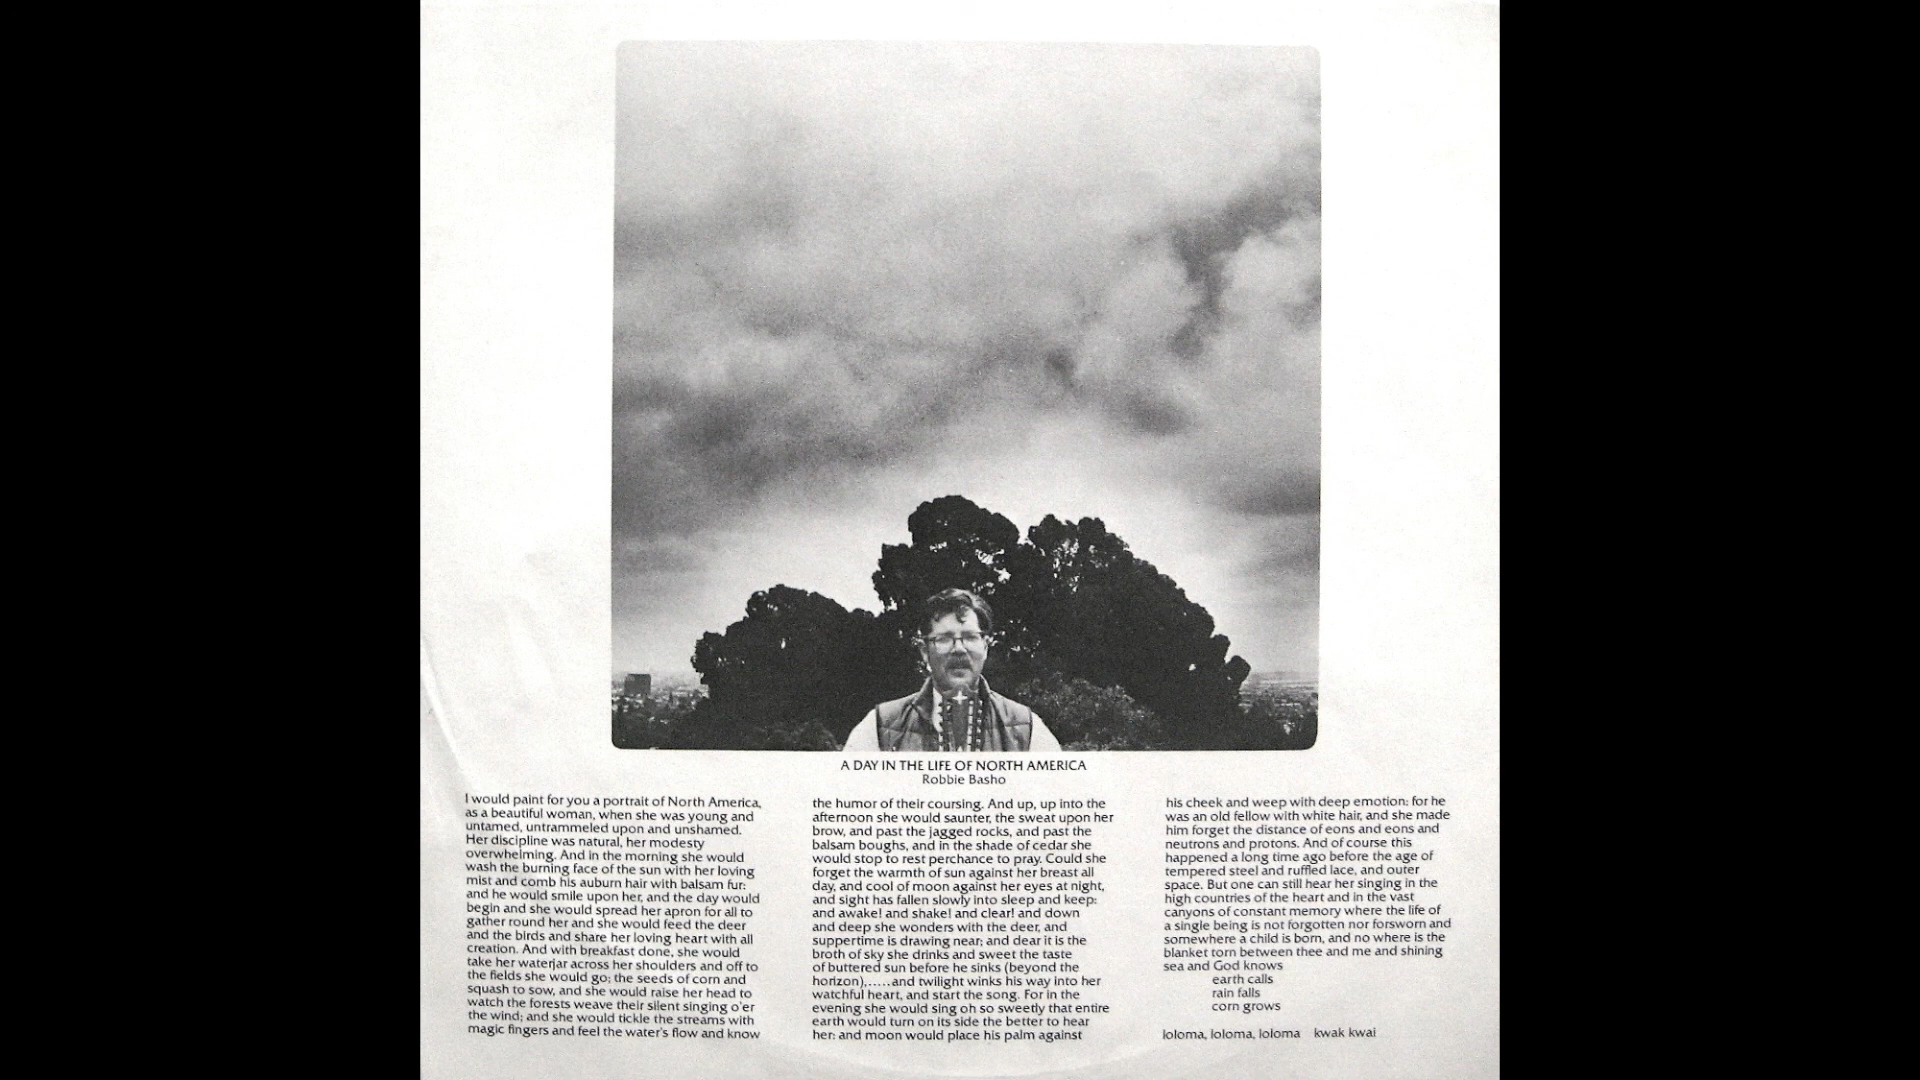 A DAY IN THE LIFE OF NORTH AMERICA
Robbie Basho
I would paint for you a portrait of North America,
as a beautiful woman, when she was young and
untamed, untrammeled upon and unshamed.
Her discipline was natural, her modesty
overwhelming. And in the morning she would
wash the burning face of the sun with her loving
mist and comb his auburn hair with balsam fur:
and he would smile upon her, and the day would
begin and she would spread her apron for all to
gather round her and she would feed the deer
and the birds and share her loving heart with all
creation. And with breakfast done, she would
take her waterjar across her shoulders and off to
the fields she would go; the seeds of corn and
squash to sow, and she would raise her head to
watch the forests weave their silent singing o'er
the wind; and she would tickle the streams with
magic fingers and feel the water's flow and know
the humor of their coursing. And up, up into the
afternoon she would saunter, the sweat upon her
brow, and past the jagged rocks, and past the
balsam boughs, and in the shade of cedar she
would stop to rest perchance to pray. Could she
forget the warmth of sun against her breast all
day, and cool of moon against her eyes at night,
and sight has fallen slowly into sleep and keep:
and awake! and shake! and clear! and down
and deep she wonders with the deer, and
suppertime is drawing near; and dear it is the
broth of sky she drinks and sweet the taste
of buttered sun before he sinks (beyond the
horizon),.....and twilight winks his way into her
watchful heart, and start the song. For in the
evening she would sing oh so sweetly that entire
earth would turn on its side the better to hear
her: and moon would place his palm against
his cheek and weep with deep emotion: for he
was an old fellow with white hair, and she made
him forget the distance of eons and eons and
neutrons and protons. And of course this
happened a long time ago before the age of
tempered steel and ruffled lace, and outer
space. But one can still hear her singing in the
high countries of the heart and in the vast
canyons of constant memory where the life of
a single being is not forgotten nor forsworn and
somewhere a child is born, and no where is the
blanket torn between thee and me and shining
sea and God knows
earth calls
rain falls
corn grows
loloma, loloma, loloma kwak kwai